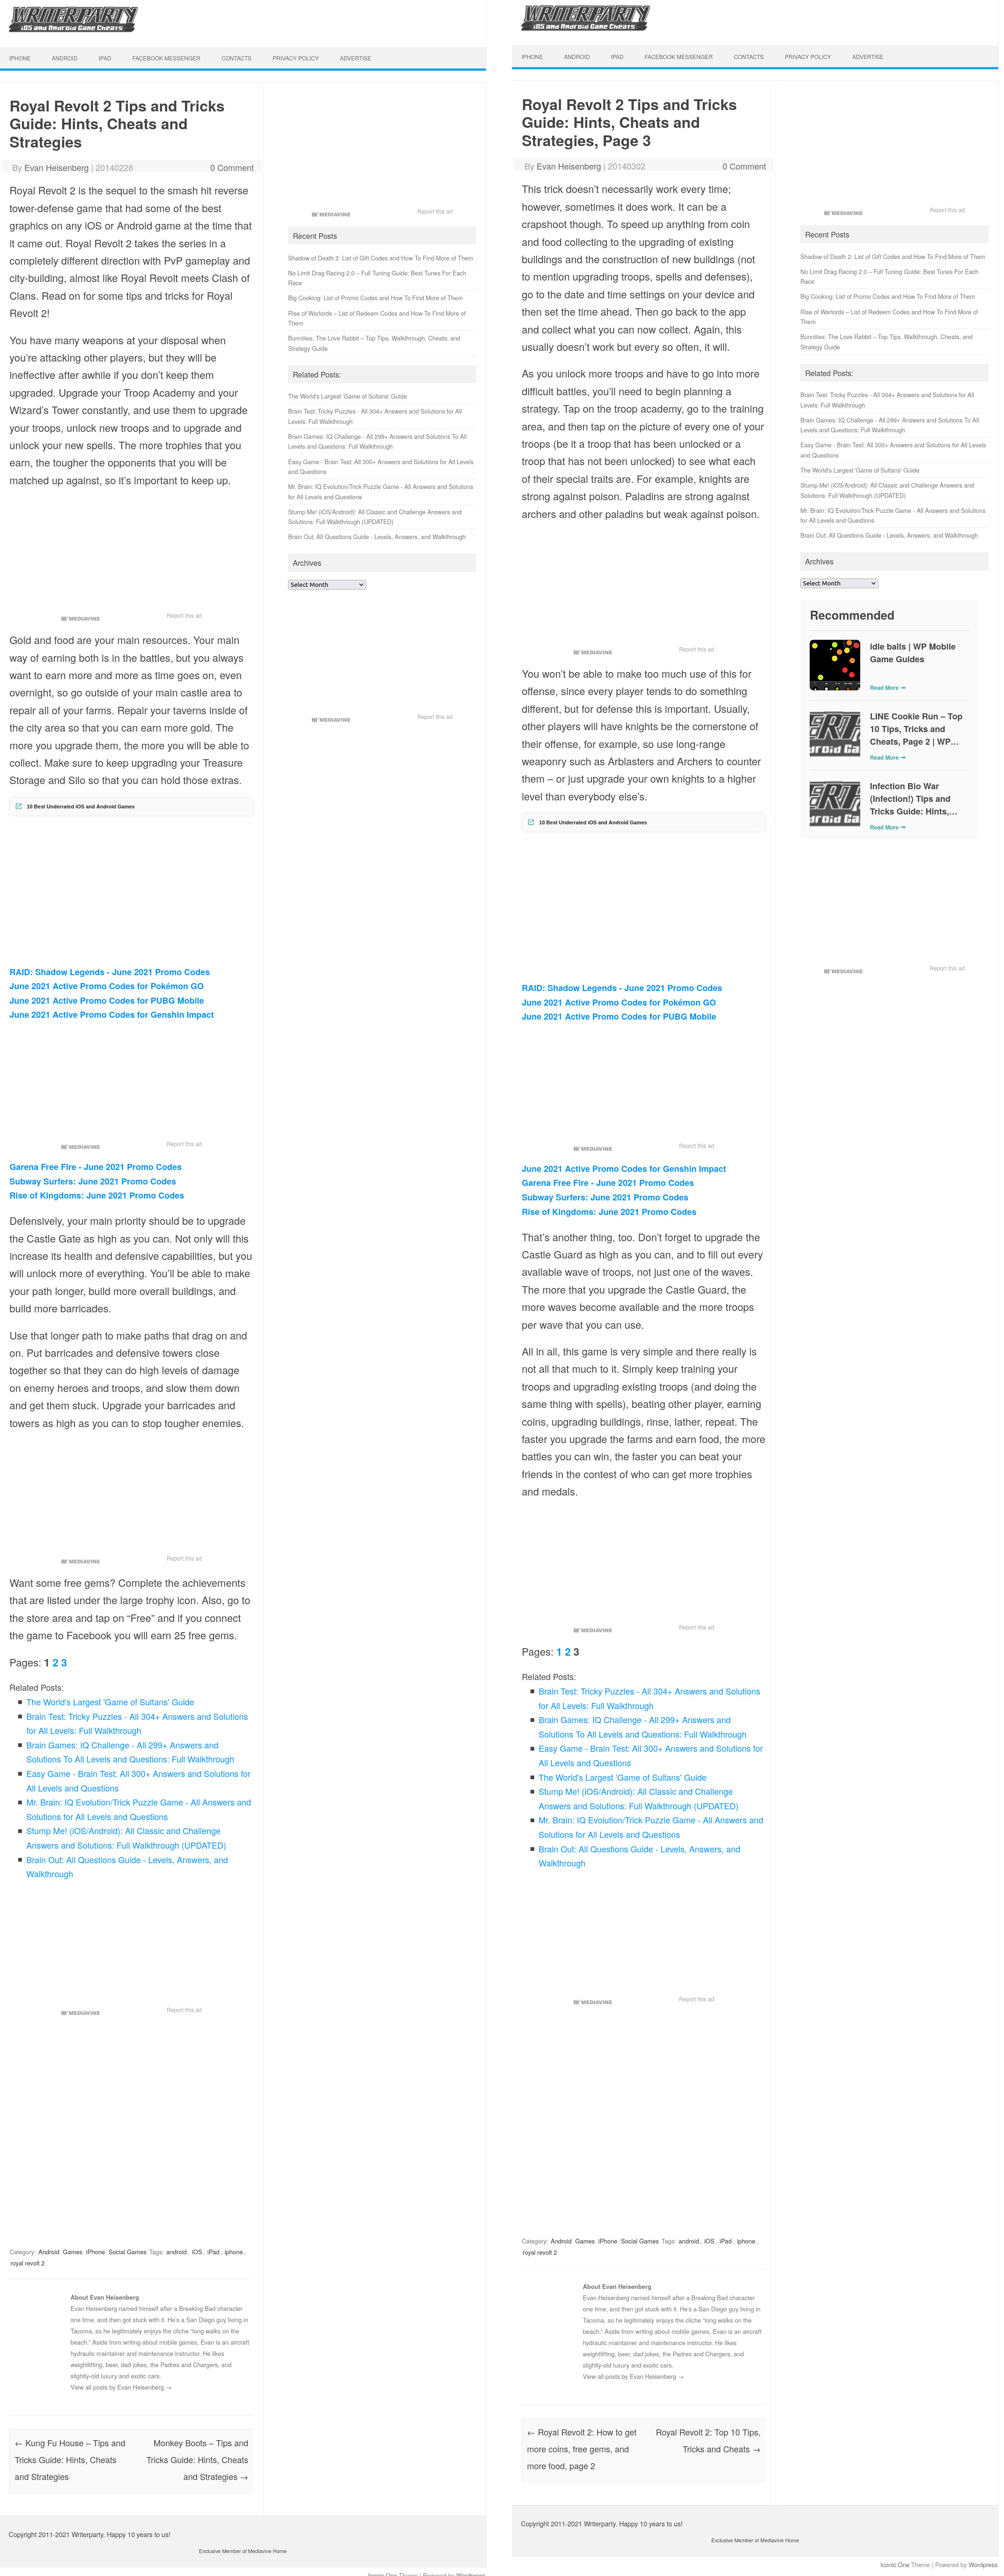 WRITERPARTY
iOS and Android Game Cheats
IPHONE ANDROID IPAD FACEBOOK MESSENGER CONTACTS PRIVACY POLICY ADVERTISE
Royal Revolt 2 Tips and Tricks
Guide: Hints, Cheats and
Strategies
By Evan Heisenberg | 20140228 0 Comment
Royal Revolt 2 is the sequel to the smash hit reverse
tower-defense game that had some of the best
graphics on any iOS or Android game at the time that
it came out. Royal Revolt 2 takes the series in a
completely different direction with PvP gameplay and
city-building, almost like Royal Revolt meets Clash of
Clans. Read on for some tips and tricks for Royal
Revolt 2!
You have many weapons at your disposal when
you’re attacking other players, but they will be
ineffective after awhile if you don’t keep them
upgraded. Upgrade your Troop Academy and your
Wizard’s Tower constantly, and use them to upgrade
your troops, unlock new troops and to upgrade and
unlock your new spells. The more trophies that you
earn, the tougher the opponents that you will be
matched up against, so it’s important to keep up.
MEDIAVINE Report this ad
Gold and food are your main resources. Your main
way of earning both is in the battles, but you always
want to earn more and more as time goes on, even
overnight, so go outside of your main castle area to
repair all of your farms. Repair your taverns inside of
the city area so that you can earn more gold. The
more you upgrade them, the more you will be able to
collect. Make sure to keep upgrading your Treasure
Storage and Silo so that you can hold those extras.
10 Best Underrated iOS and Android Games
RAID: Shadow Legends - June 2021 Promo Codes
June 2021 Active Promo Codes for Pokémon GO
June 2021 Active Promo Codes for PUBG Mobile
June 2021 Active Promo Codes for Genshin Impact
MEDIAVINE Report this ad
Garena Free Fire - June 2021 Promo Codes
Subway Surfers: June 2021 Promo Codes
Rise of Kingdoms: June 2021 Promo Codes
Defensively, your main priority should be to upgrade
the Castle Gate as high as you can. Not only will this
increase its health and defensive capabilities, but you
will unlock more of everything. You’ll be able to make
your path longer, build more overall buildings, and
build more barricades.
Use that longer path to make paths that drag on and
on. Put barricades and defensive towers close
together so that they can do high levels of damage
on enemy heroes and troops, and slow them down
and get them stuck. Upgrade your barricades and
towers as high as you can to stop tougher enemies.
MEDIAVINE Report this ad
Want some free gems? Complete the achievements
that are listed under the large trophy icon. Also, go to
the store area and tap on “Free” and if you connect
the game to Facebook you will earn 25 free gems.
Pages: 1 2 3
Related Posts:
The World's Largest 'Game of Sultans' Guide
Brain Test: Tricky Puzzles - All 304+ Answers and Solutions
for All Levels: Full Walkthrough
Brain Games: IQ Challenge - All 299+ Answers and
Solutions To All Levels and Questions: Full Walkthrough
Easy Game - Brain Test: All 300+ Answers and Solutions for
All Levels and Questions
Mr. Brain: IQ Evolution/Trick Puzzle Game - All Answers and
Solutions for All Levels and Questions
Stump Me! (iOS/Android): All Classic and Challenge
Answers and Solutions: Full Walkthrough (UPDATED)
Brain Out: All Questions Guide - Levels, Answers, and
Walkthrough
MEDIAVINE Report this ad
Category: Android Games iPhone Social Games Tags: android, iOS, iPad, iphone,
royal revolt 2
About Evan Heisenberg
Evan Heisenberg named himself after a Breaking Bad character
one time, and then got stuck with it. He's a San Diego guy living in
Tacoma, so he legitimately enjoys the cliche "long walks on the
beach." Aside from writing about mobile games, Evan is an aircraft
hydraulic maintainer and maintenance instructor. He likes
weightlifting, beer, dad jokes, the Padres and Chargers, and
slightly-old luxury and exotic cars.
View all posts by Evan Heisenberg →
← Kung Fu House – Tips and
Tricks Guide: Hints, Cheats
and Strategies
Monkey Boots – Tips and
Tricks Guide: Hints, Cheats
and Strategies →
MEDIAVINE Report this ad
Recent Posts
Shadow of Death 2: List of Gift Codes and How To Find More of Them
No Limit Drag Racing 2.0 – Full Tuning Guide: Best Tunes For Each
Race
Big Cooking: List of Promo Codes and How To Find More of Them
Rise of Warlords – List of Redeem Codes and How To Find More of
Them
Bunniiies: The Love Rabbit – Top Tips, Walkthrough, Cheats, and
Strategy Guide
Related Posts:
The World's Largest 'Game of Sultans' Guide
Brain Test: Tricky Puzzles - All 304+ Answers and Solutions for All
Levels: Full Walkthrough
Brain Games: IQ Challenge - All 299+ Answers and Solutions To All
Levels and Questions: Full Walkthrough
Easy Game - Brain Test: All 300+ Answers and Solutions for All Levels
and Questions
Mr. Brain: IQ Evolution/Trick Puzzle Game - All Answers and Solutions
for All Levels and Questions
Stump Me! (iOS/Android): All Classic and Challenge Answers and
Solutions: Full Walkthrough (UPDATED)
Brain Out: All Questions Guide - Levels, Answers, and Walkthrough
Archives
Select Month
MEDIAVINE Report this ad
Copyright 2011-2021 Writerparty. Happy 10 years to us!
Exclusive Member of Mediavine Home
Iconic One Theme | Powered by Wordpress
WRITERPARTY
iOS and Android Game Cheats
IPHONE ANDROID IPAD FACEBOOK MESSENGER CONTACTS PRIVACY POLICY ADVERTISE
Royal Revolt 2 Tips and Tricks
Guide: Hints, Cheats and
Strategies, Page 3
By Evan Heisenberg | 20140302 0 Comment
This trick doesn’t necessarily work every time;
however, sometimes it does work. It can be a
crapshoot though. To speed up anything from coin
and food collecting to the upgrading of existing
buildings and the construction of new buildings (not
to mention upgrading troops, spells and defenses),
go to the date and time settings on your device and
then set the time ahead. Then go back to the app
and collect what you can now collect. Again, this
usually doesn’t work but every so often, it will.
As you unlock more troops and have to go into more
difficult battles, you’ll need to begin planning a
strategy. Tap on the troop academy, go to the training
area, and then tap on the picture of every one of your
troops (be it a troop that has been unlocked or a
troop that has not been unlocked) to see what each
of their special traits are. For example, knights are
strong against poison. Paladins are strong against
archers and other paladins but weak against poison.
MEDIAVINE Report this ad
You won’t be able to make too much use of this for
offense, since every player tends to do something
different, but for defense this is important. Usually,
other players will have knights be the cornerstone of
their offense, for example, so use long-range
weaponry such as Arblasters and Archers to counter
them – or just upgrade your own knights to a higher
level than everybody else’s.
10 Best Underrated iOS and Android Games
RAID: Shadow Legends - June 2021 Promo Codes
June 2021 Active Promo Codes for Pokémon GO
June 2021 Active Promo Codes for PUBG Mobile
MEDIAVINE Report this ad
June 2021 Active Promo Codes for Genshin Impact
Garena Free Fire - June 2021 Promo Codes
Subway Surfers: June 2021 Promo Codes
Rise of Kingdoms: June 2021 Promo Codes
That’s another thing, too. Don’t forget to upgrade the
Castle Guard as high as you can, and to fill out every
available wave of troops, not just one of the waves.
The more that you upgrade the Castle Guard, the
more waves become available and the more troops
per wave that you can use.
All in all, this game is very simple and there really is
not all that much to it. Simply keep training your
troops and upgrading existing troops (and doing the
same thing with spells), beating other player, earning
coins, upgrading buildings, rinse, lather, repeat. The
faster you upgrade the farms and earn food, the more
battles you can win, the faster you can beat your
friends in the contest of who can get more trophies
and medals.
MEDIAVINE Report this ad
Pages: 1 2 3
Related Posts:
Brain Test: Tricky Puzzles - All 304+ Answers and Solutions
for All Levels: Full Walkthrough
Brain Games: IQ Challenge - All 299+ Answers and
Solutions To All Levels and Questions: Full Walkthrough
Easy Game - Brain Test: All 300+ Answers and Solutions for
All Levels and Questions
The World's Largest 'Game of Sultans' Guide
Stump Me! (iOS/Android): All Classic and Challenge
Answers and Solutions: Full Walkthrough (UPDATED)
Mr. Brain: IQ Evolution/Trick Puzzle Game - All Answers and
Solutions for All Levels and Questions
Brain Out: All Questions Guide - Levels, Answers, and
Walkthrough
MEDIAVINE Report this ad
Category: Android Games iPhone Social Games Tags: android, iOS, iPad, iphone,
royal revolt 2
About Evan Heisenberg
Evan Heisenberg named himself after a Breaking Bad character
one time, and then got stuck with it. He's a San Diego guy living in
Tacoma, so he legitimately enjoys the cliche "long walks on the
beach." Aside from writing about mobile games, Evan is an aircraft
hydraulic maintainer and maintenance instructor. He likes
weightlifting, beer, dad jokes, the Padres and Chargers, and
slightly-old luxury and exotic cars.
View all posts by Evan Heisenberg →
← Royal Revolt 2: How to get
more coins, free gems, and
more food, page 2
Royal Revolt 2: Top 10 Tips,
Tricks and Cheats →
MEDIAVINE Report this ad
Recent Posts
Shadow of Death 2: List of Gift Codes and How To Find More of Them
No Limit Drag Racing 2.0 – Full Tuning Guide: Best Tunes For Each
Race
Big Cooking: List of Promo Codes and How To Find More of Them
Rise of Warlords – List of Redeem Codes and How To Find More of
Them
Bunniiies: The Love Rabbit – Top Tips, Walkthrough, Cheats, and
Strategy Guide
Related Posts:
Brain Test: Tricky Puzzles - All 304+ Answers and Solutions for All
Levels: Full Walkthrough
Brain Games: IQ Challenge - All 299+ Answers and Solutions To All
Levels and Questions: Full Walkthrough
Easy Game - Brain Test: All 300+ Answers and Solutions for All Levels
and Questions
The World's Largest 'Game of Sultans' Guide
Stump Me! (iOS/Android): All Classic and Challenge Answers and
Solutions: Full Walkthrough (UPDATED)
Mr. Brain: IQ Evolution/Trick Puzzle Game - All Answers and Solutions
for All Levels and Questions
Brain Out: All Questions Guide - Levels, Answers, and Walkthrough
Archives
Select Month
Recommended
idle balls | WP Mobile
Game Guides
Read More ➞
LINE Cookie Run – Top
10 Tips, Tricks and
Cheats, Page 2 | WP…
Read More ➞
Infection Bio War
(Infection!) Tips and
Tricks Guide: Hints,…
Read More ➞
MEDIAVINE Report this ad
Copyright 2011-2021 Writerparty. Happy 10 years to us!
Exclusive Member of Mediavine Home
Iconic One Theme | Powered by Wordpress